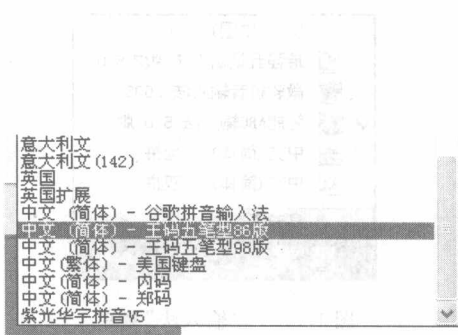 意大利文
意大利文(142)
英国
英国扩展
中文 (简体) - 谷歌拼音输入法
中文 (简体) - 王码五笔型86版
中文 (简体) - 王码五笔型98版
中文(繁体) - 美国键盘
中文(简体) - 内码
中文(简体) - 郑码
紫光华宇拼音V5